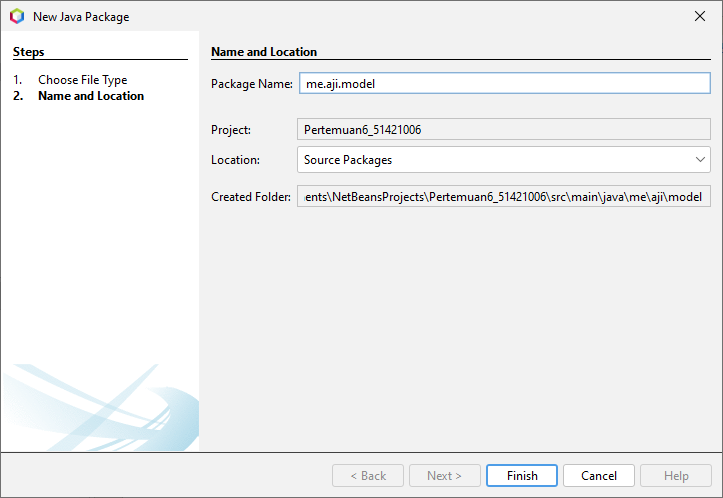 New Java Package
Steps
1. Choose File Type
2. Name and Location
Name and Location
Package Name: me.aji.model
Project: Pertemuan6_51421006
Location: Source Packages
Created Folder: ents\NetBeansProjects\Pertemuan6_51421006\src\main\java\me\aji\model
< Back Next > Finish Cancel Help